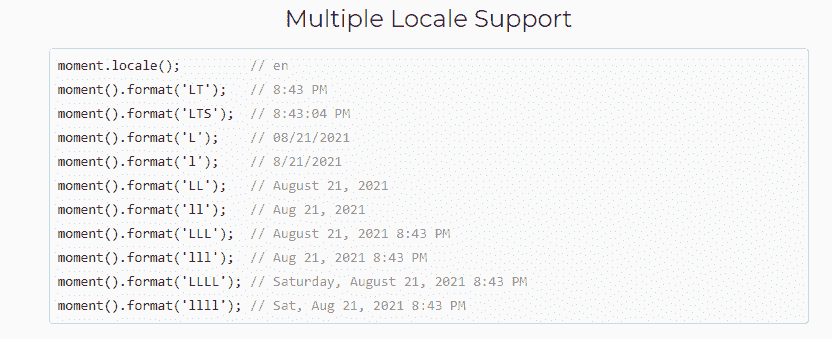 Multiple Locale Support
moment.locale();         // en
moment().format('LT');   // 8:43 PM
moment().format('LTS');  // 8:43:04 PM
moment().format('L');    // 08/21/2021
moment().format('l');    // 8/21/2021
moment().format('LL');   // August 21, 2021
moment().format('ll');   // Aug 21, 2021
moment().format('LLL');  // August 21, 2021 8:43 PM
moment().format('lll');  // Aug 21, 2021 8:43 PM
moment().format('LLLL'); // Saturday, August 21, 2021 8:43 PM
moment().format('llll'); // Sat, Aug 21, 2021 8:43 PM